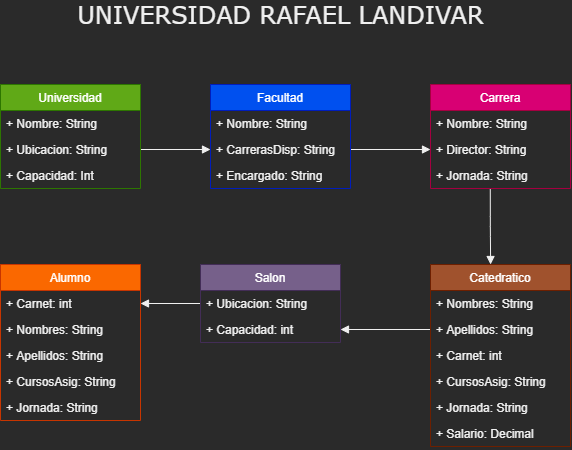 UNIVERSIDAD RAFAEL LANDIVAR
Universidad
+ Nombre: String
+ Ubicacion: String
+ Capacidad: Int
Facultad
+ Nombre: String
+ CarrerasDisp: String
+ Encargado: String
Carrera
+ Nombre: String
+ Director: String
+ Jornada: String
Alumno
+ Carnet: int
+ Nombres: String
+ Apellidos: String
+ CursosAsig: String
+ Jornada: String
Salon
+ Ubicacion: String
+ Capacidad: int
Catedratico
+ Nombres: String
+ Apellidos: String
+ Carnet: int
+ CursosAsig: String
+ Jornada: String
+ Salario: Decimal